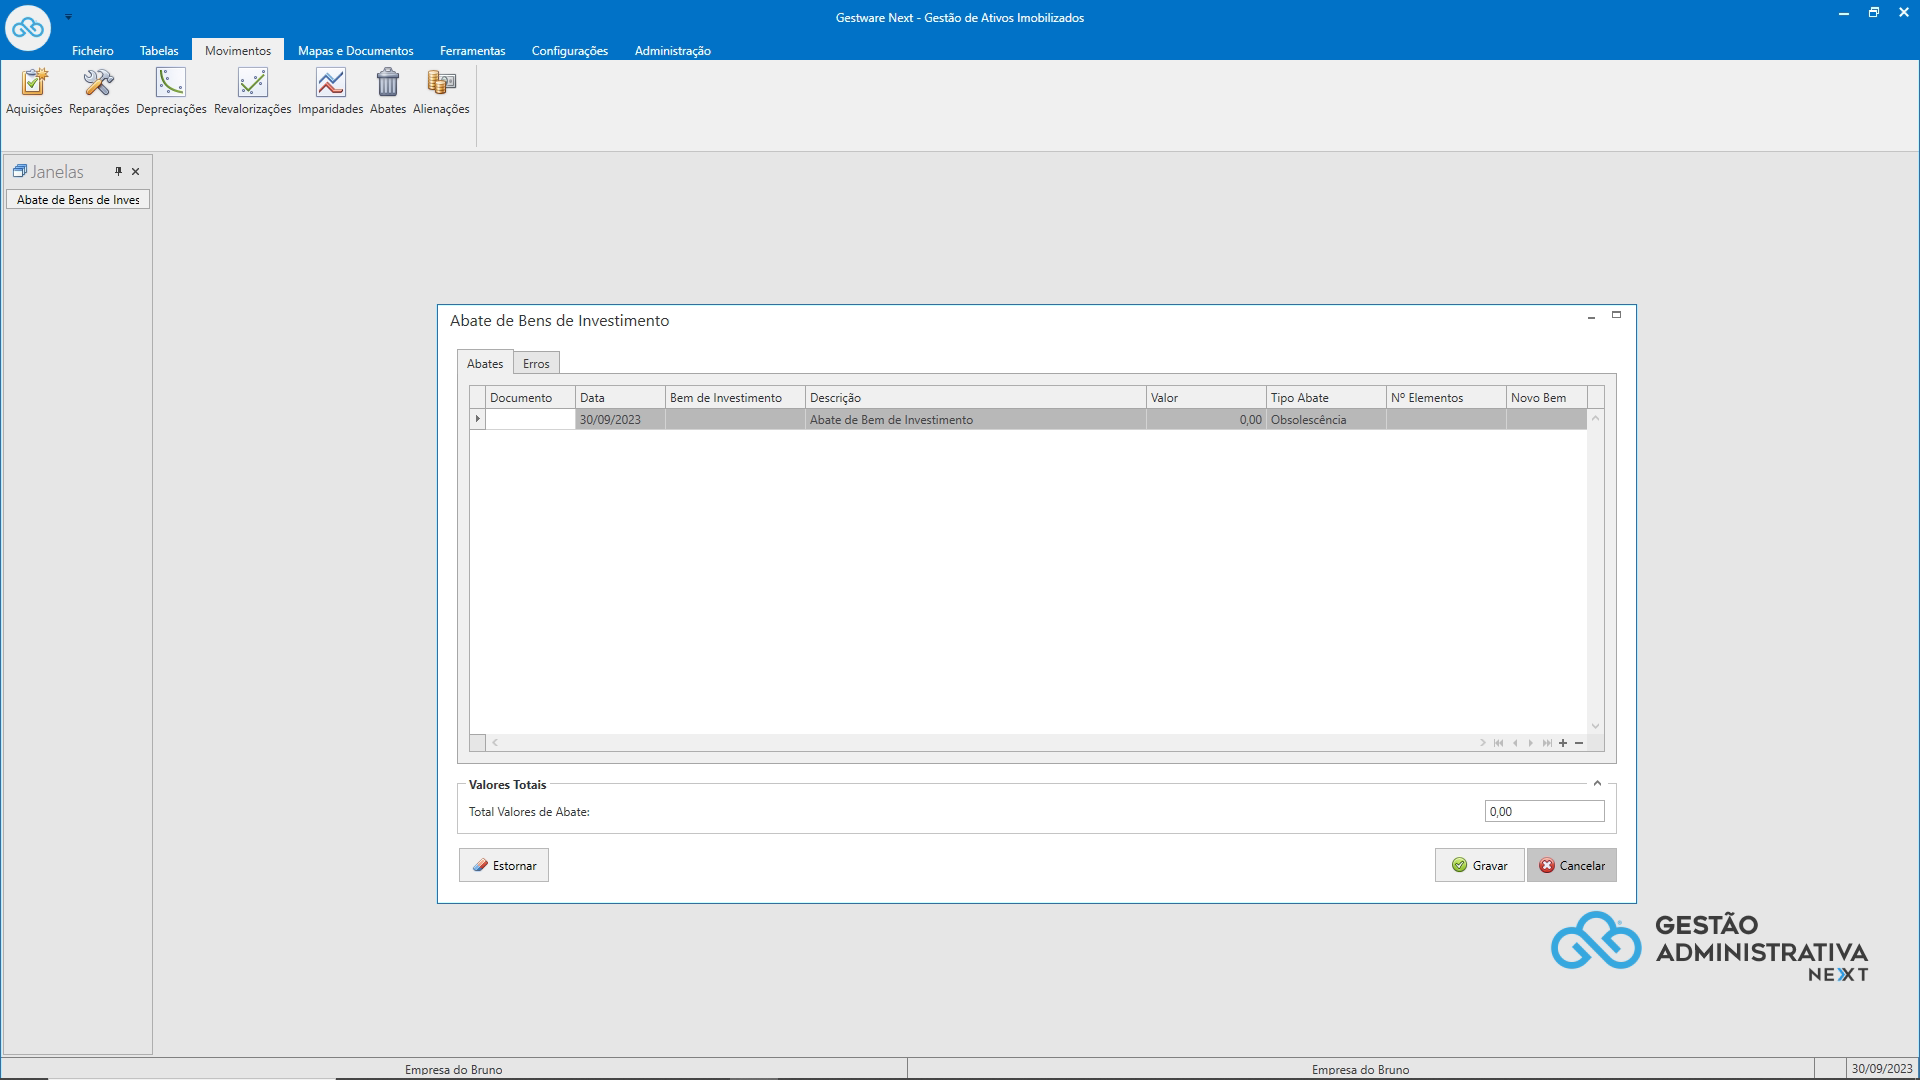 Gestware Next - Gestão de Ativos Imobilizados
Ficheiro Tabelas Movimentos Mapas e Documentos Ferramentas Configurações Administração
Aquisições Reparações Depreciações Revalorizações Imparidades Abates Alienações
Janelas
Abate de Bens de Inves
Abate de Bens de Investimento
Abates Erros
Documento Data Bem de Investimento Descrição Valor Tipo Abate Nº Elementos Novo Bem
30/09/2023 Abate de Bem de Investimento 0,00 Obsolescência
Valores Totais
Total Valores de Abate: 0,00
Estornar Gravar Cancelar
GESTÃO
ADMINISTRATIVA
NEXT
Empresa do Bruno Empresa do Bruno 30/09/2023